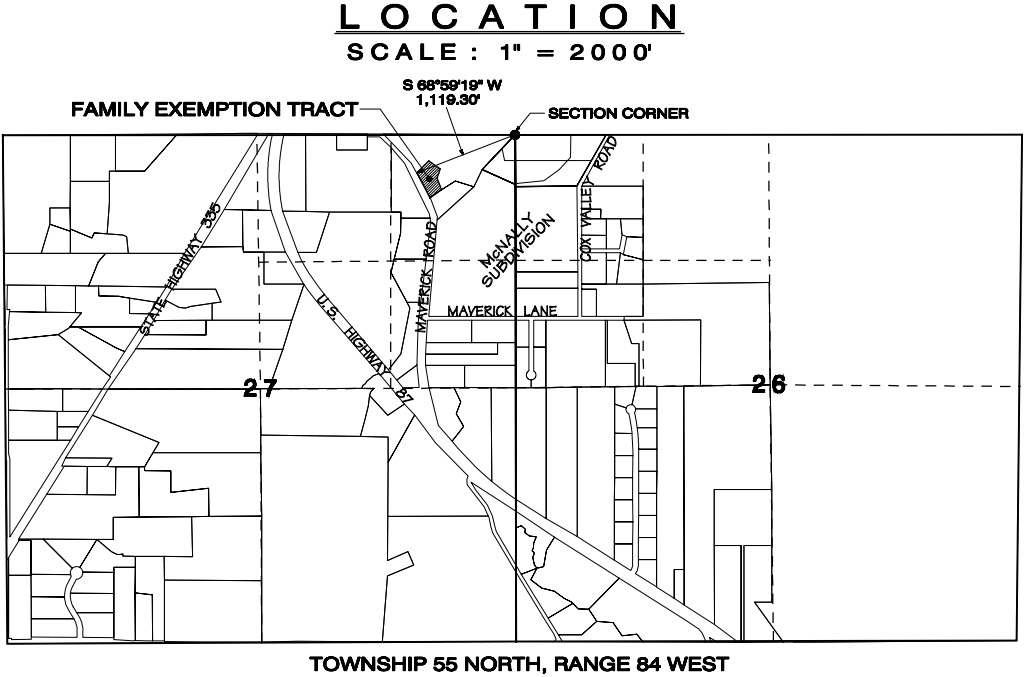 LOCATION
SCALE: 1" = 2000'
S 68°59'19" W
1,119.30'
FAMILY EXEMPTION TRACT
SECTION CORNER
COX VALLEY ROAD
STATE HIGHWAY 335
McNALLY
SUBDIVISION
MAVERICK ROAD
U.S. HIGHWAY 87
MAVERICK LANE
27
26
TOWNSHIP 55 NORTH, RANGE 84 WEST